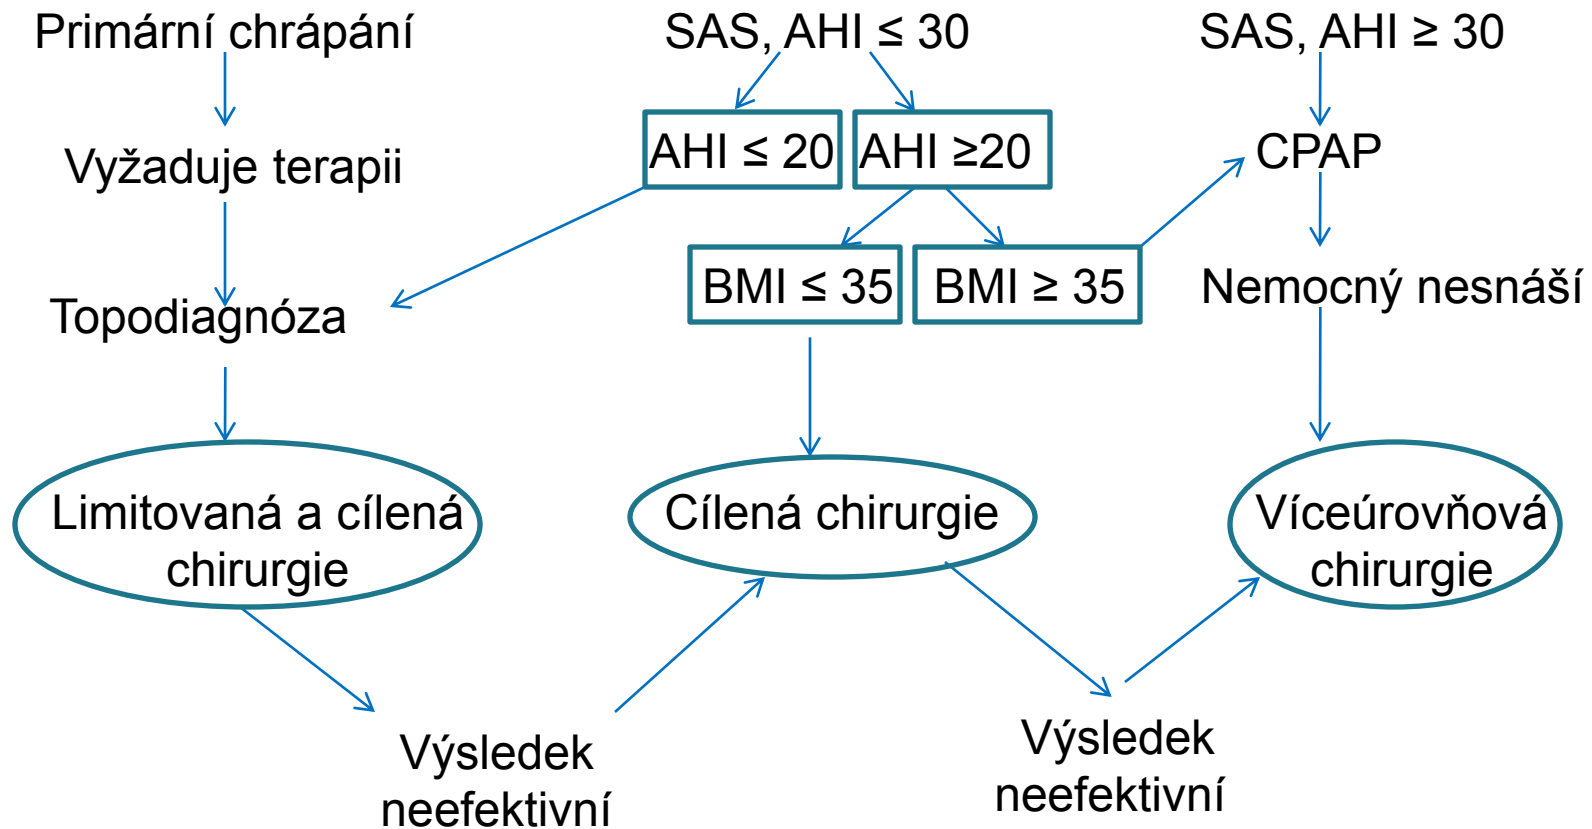 Primární chrápání
SAS, AHI ≤ 30
SAS, AHI ≥ 30
AHI ≤ 20
AHI ≥20
CPAP
Vyžaduje terapii
BMI ≤ 35
BMI ≥ 35
Nemocný nesnáší
Topodiagnóza
Limitovaná a cílená
chirurgie
Cílená chirurgie
Víceúrovňová
chirurgie
Výsledek
neefektivní
Výsledek
neefektivní